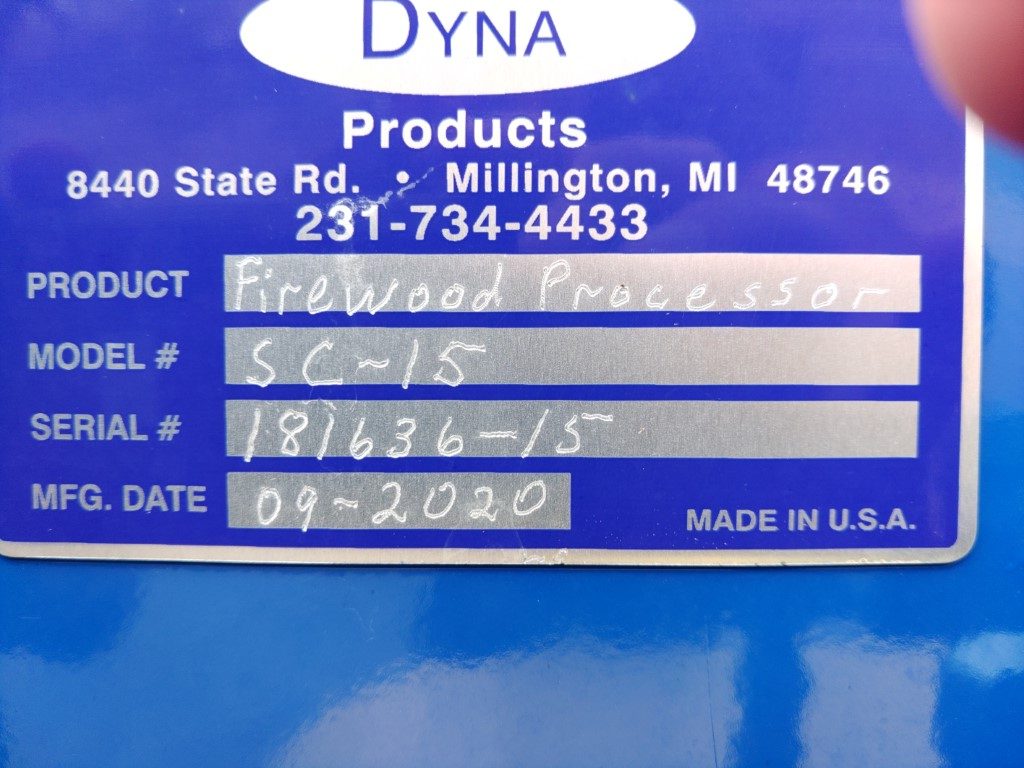 DYNA
Products
8440 State Rd. • Millington, MI 48746
231-734-4433
PRODUCT Firewood Processor
MODEL # SC-15
SERIAL # 181636-15
MFG. DATE 09-2020
MADE IN U.S.A.